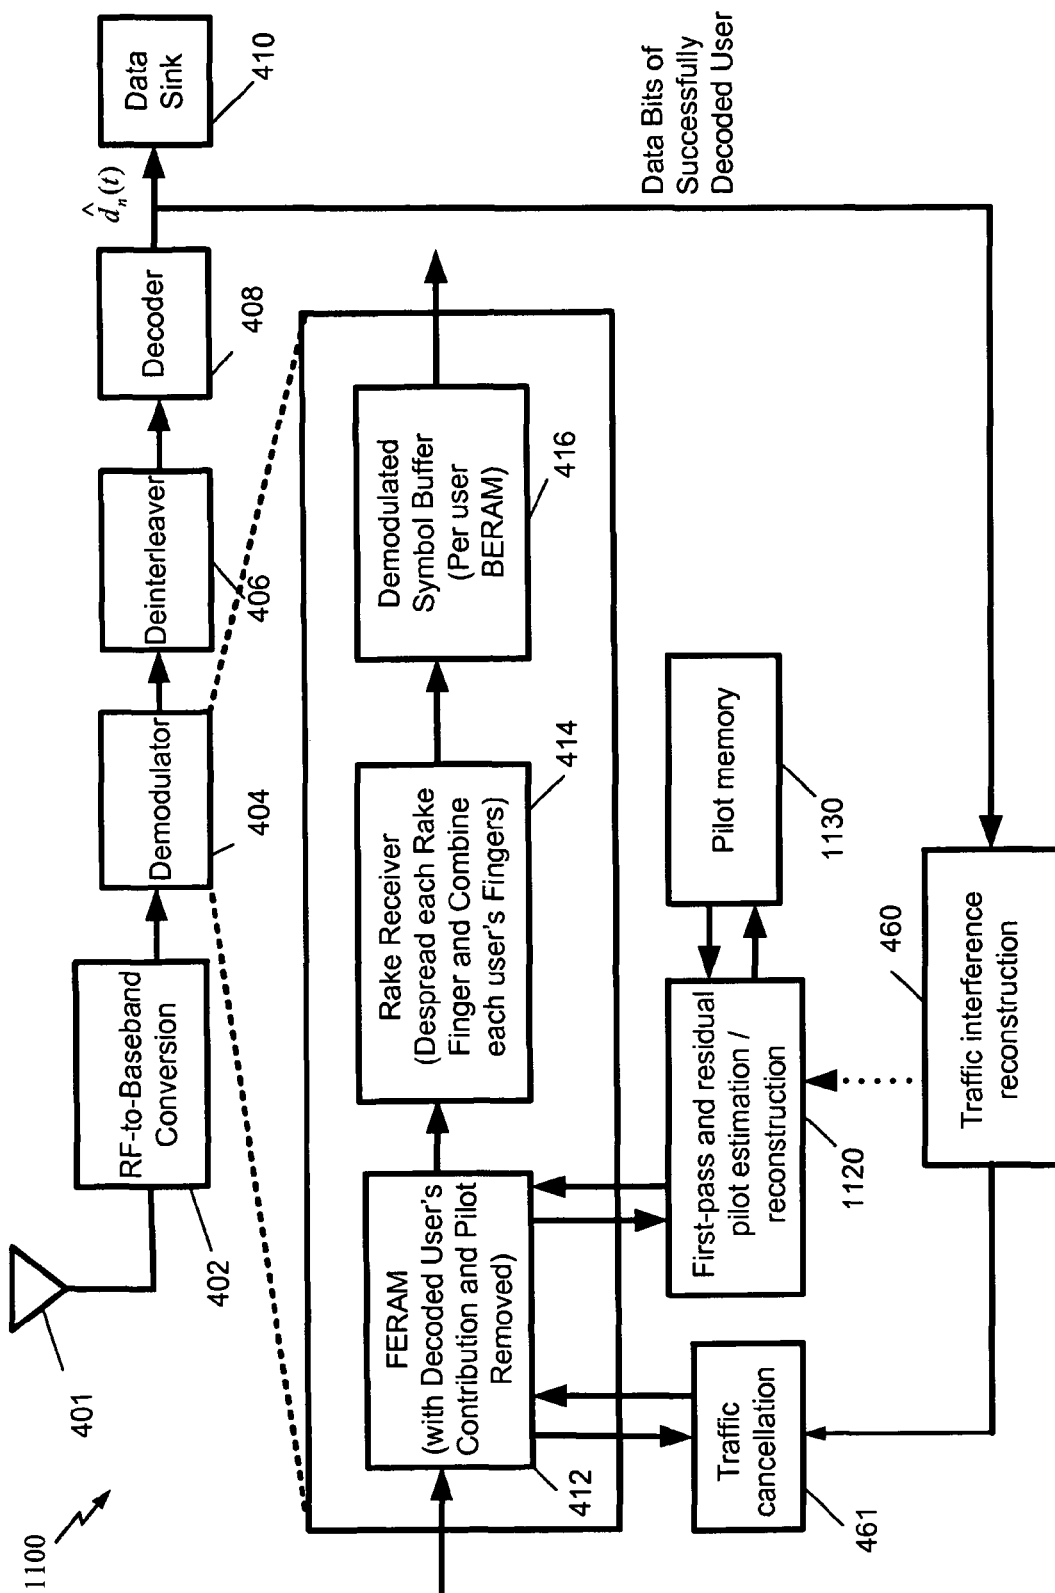 1100
401
RF-to-Baseband
Conversion
402
Demodulator
404
Deinterleaver
406
Decoder
408
d̂ₙ(t)
Data
Sink
410
FERAM
(with Decoded User's
Contribution and Pilot
Removed)
412
Rake Receiver
(Despread each Rake
Finger and Combine
each user's Fingers)
414
Demodulated
Symbol Buffer
(Per user
BERAM)
416
Data Bits of
Successfully
Decoded User
Traffic
cancellation
461
First-pass and residual
pilot estimation /
reconstruction
1120
Pilot memory
1130
Traffic interference
reconstruction
460